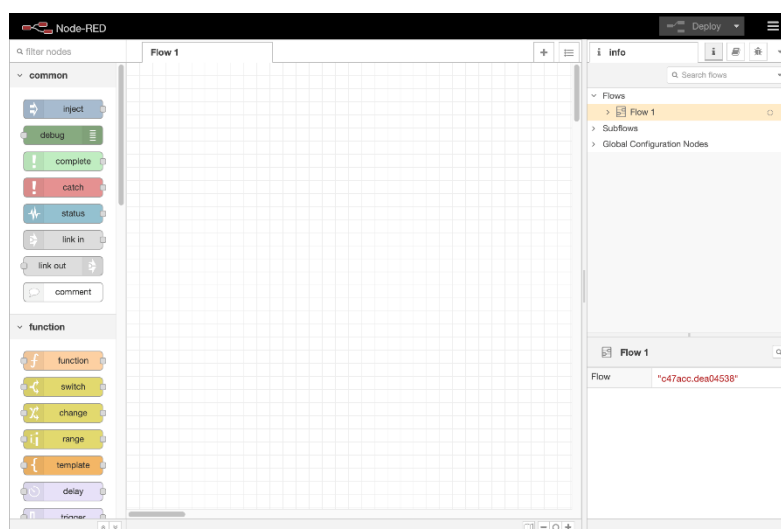 Node-RED
Deploy
filter nodes
Flow 1
info
common
Search flows
inject
Flows
Flow 1
debug
Subflows
complete
Global Configuration Nodes
catch
status
link in
link out
comment
function
Flow 1
function
Flow
"c47acc.dea04538"
switch
change
range
template
delay
trigger